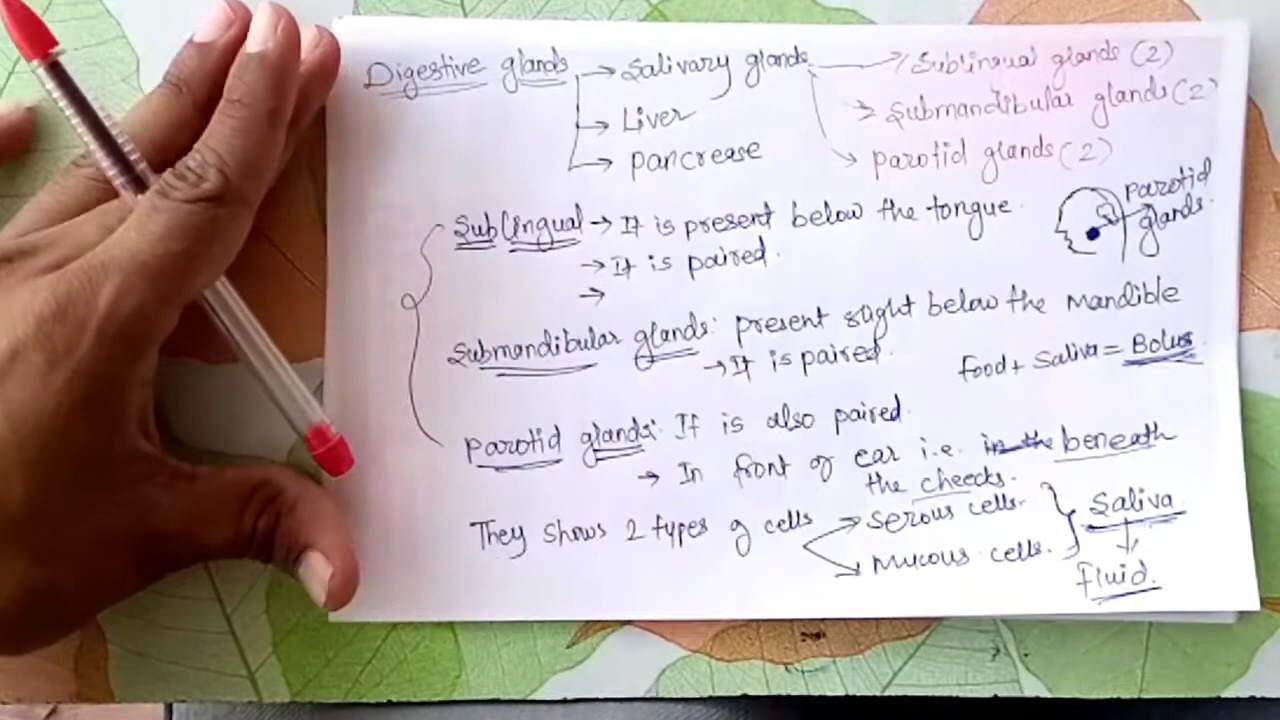 Digestive glands → Salivary glands → Sublingual glands (2)
→ Liver → Submandibular glands (2)
→ pancrease → parotid glands (2)
parotid
glands.
Sublingual → It is present below the tongue.
→ It is paired.
→
Submandibular glands: present right below the mandible
→ It is paired.
food + Saliva = Bolus
parotid glands: It is also paired.
→ In front of ear i.e. in the beneath
the cheecks.
They shows 2 types of cells → Serous cells.
→ Mucous cells. } Saliva
↓
fluid.